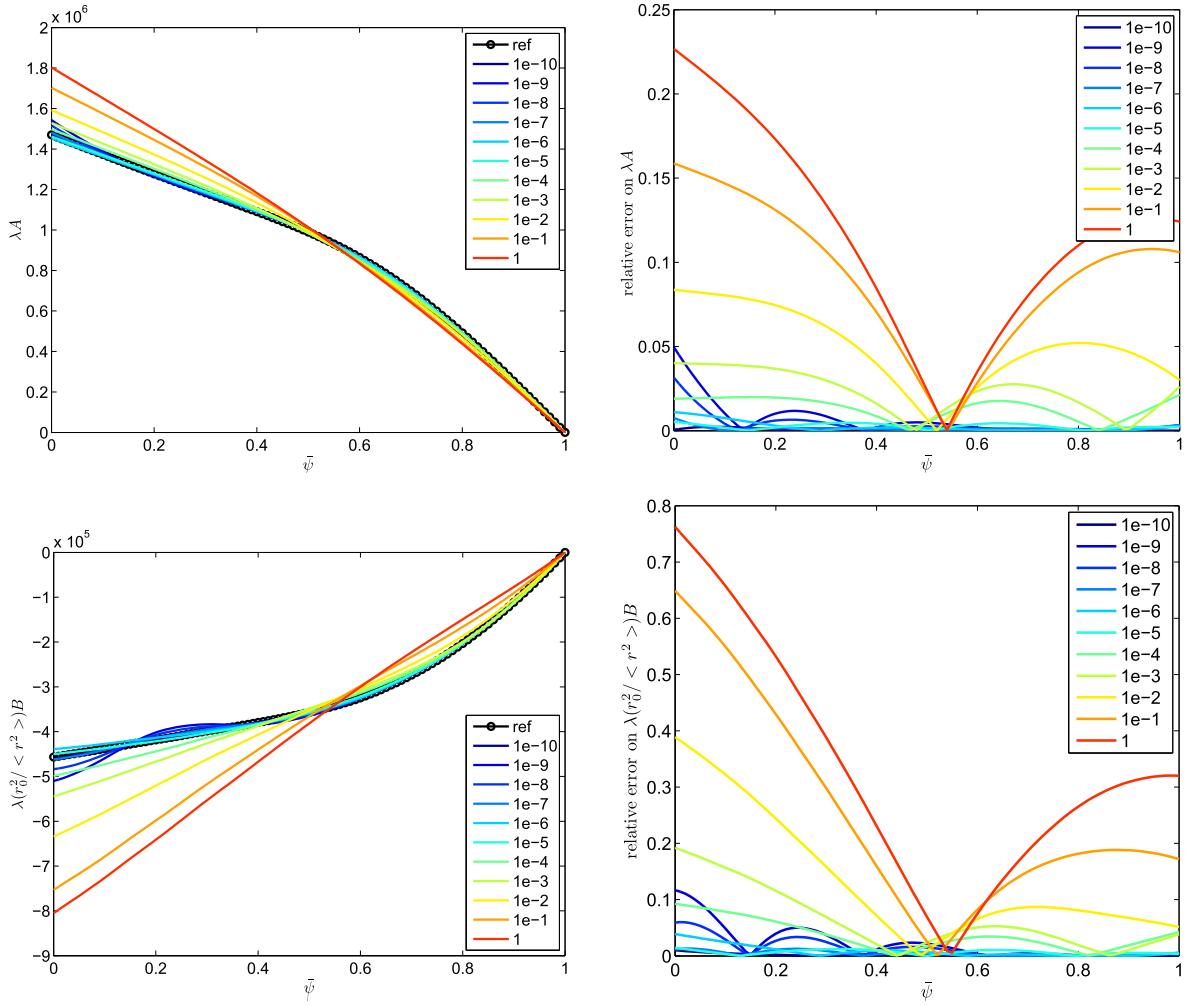 x 10⁶
2
1.8
1.6
1.4
1.2
1
0.8
0.6
0.4
0.2
0
0
0.2
0.4
0.6
0.8
1
λA
ψ̄
ref
1e−10
1e−9
1e−8
1e−7
1e−6
1e−5
1e−4
1e−3
1e−2
1e−1
1
0.25
0.2
0.15
0.1
0.05
0
0
0.2
0.4
0.6
0.8
1
relative error on λA
ψ̄
1e−10
1e−9
1e−8
1e−7
1e−6
1e−5
1e−4
1e−3
1e−2
1e−1
1
x 10⁵
0
−1
−2
−3
−4
−5
−6
−7
−8
−9
0
0.2
0.4
0.6
0.8
1
λ(r₀²/ < r² >)B
ψ̄
ref
1e−10
1e−9
1e−8
1e−7
1e−6
1e−5
1e−4
1e−3
1e−2
1e−1
1
0.8
0.7
0.6
0.5
0.4
0.3
0.2
0.1
0
0
0.2
0.4
0.6
0.8
1
relative error on λ(r₀²/ < r² >)B
ψ̄
1e−10
1e−9
1e−8
1e−7
1e−6
1e−5
1e−4
1e−3
1e−2
1e−1
1